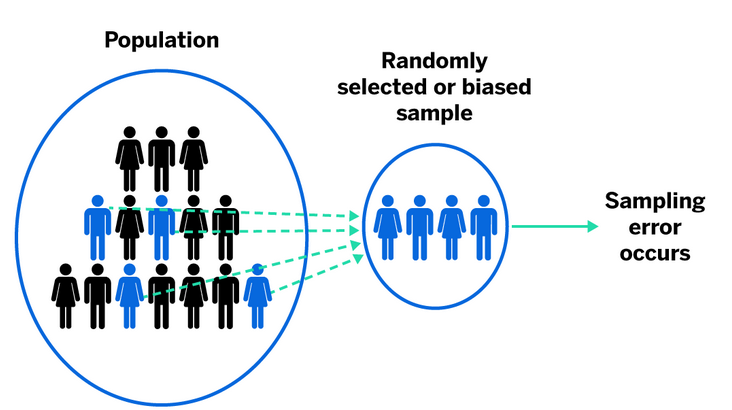 Population
Randomly
selected or biased
sample
Sampling
error
occurs